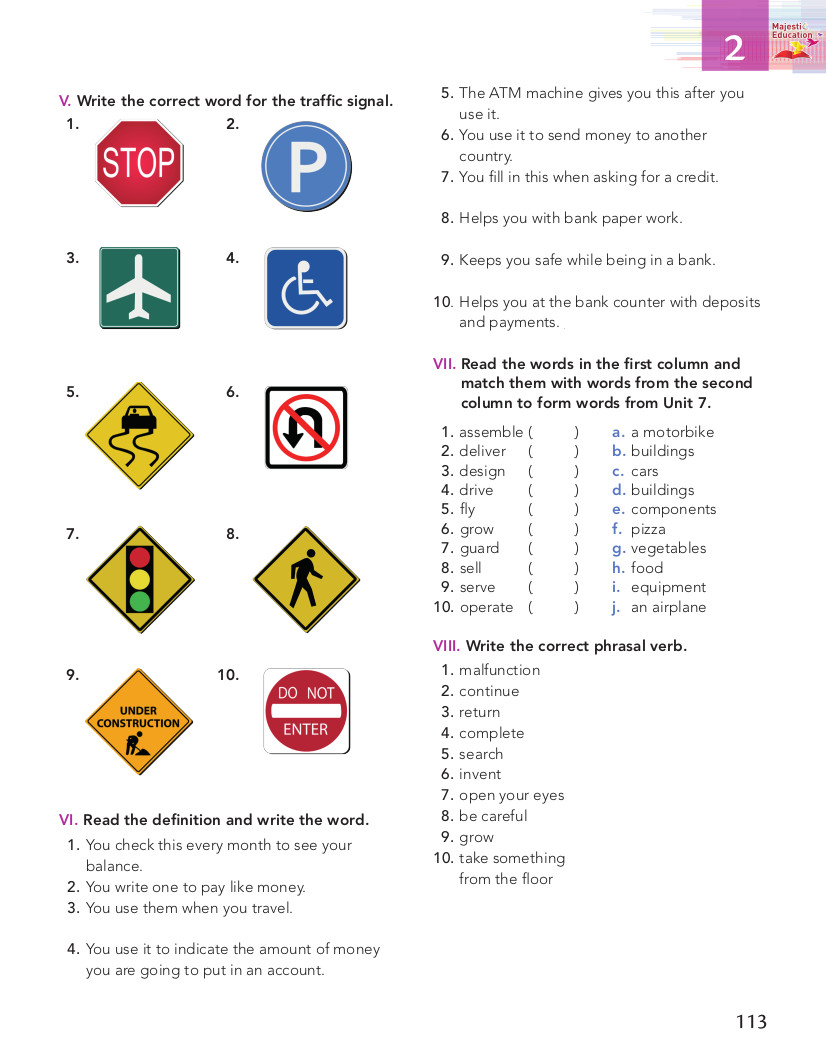 2
Majesti
Education
V. Write the correct word for the traffic signal.
1.
STOP
2.
P
3.
4.
5.
6.
7.
8.
9.
UNDER
CONSTRUCTION
10.
DO NOT
ENTER
VI. Read the definition and write the word.
1. You check this every month to see your
balance.
2. You write one to pay like money.
3. You use them when you travel.
4. You use it to indicate the amount of money
you are going to put in an account.
5. The ATM machine gives you this after you
use it.
6. You use it to send money to another
country.
7. You fill in this when asking for a credit.
8. Helps you with bank paper work.
9. Keeps you safe while being in a bank.
10. Helps you at the bank counter with deposits
and payments.
VII. Read the words in the first column and
match them with words from the second
column to form words from Unit 7.
1. assemble ( ) a. a motorbike
2. deliver ( ) b. buildings
3. design ( ) c. cars
4. drive ( ) d. buildings
5. fly ( ) e. components
6. grow ( ) f. pizza
7. guard ( ) g. vegetables
8. sell ( ) h. food
9. serve ( ) i. equipment
10. operate ( ) j. an airplane
VIII. Write the correct phrasal verb.
1. malfunction
2. continue
3. return
4. complete
5. search
6. invent
7. open your eyes
8. be careful
9. grow
10. take something
from the floor
113